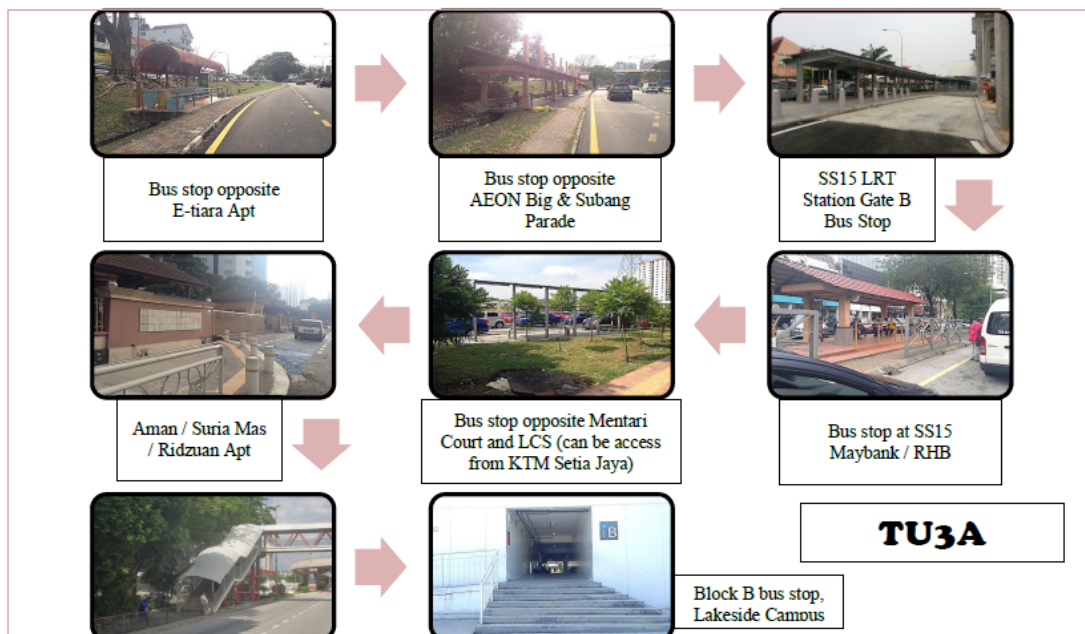 Bus stop opposite
E-tiara Apt
Bus stop opposite
AEON Big & Subang
Parade
SS15 LRT
Station Gate B
Bus Stop
Bus stop at SS15
Maybank / RHB
Bus stop opposite Mentari
Court and LCS (can be access
from KTM Setia Jaya)
Aman / Suria Mas
/ Ridzuan Apt
B
Block B bus stop,
Lakeside Campus
TU3A